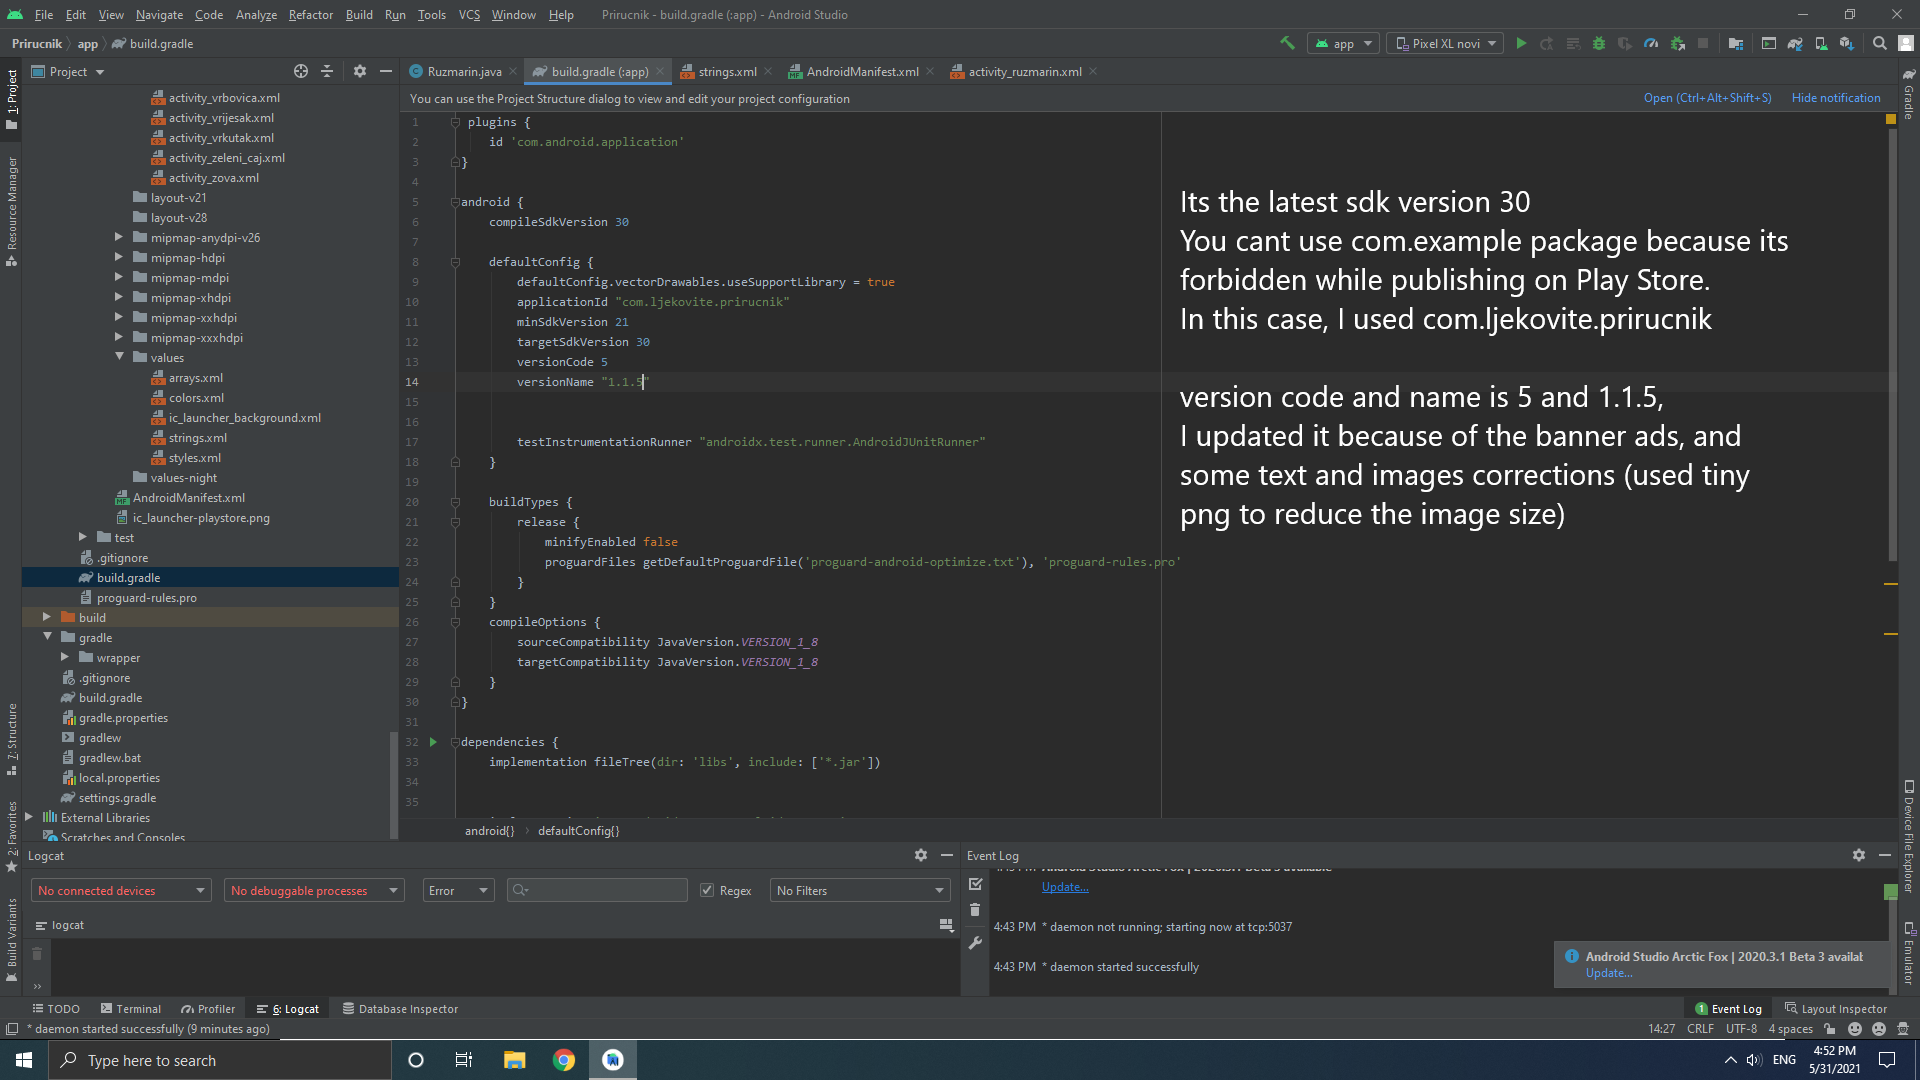 File Edit View Navigate Code Analyze Refactor Build Run Tools VCS Window Help Prirucnik - build.gradle (:app) - Android Studio
Prirucnik app build.gradle
app Pixel XL novi
Project
Ruzmarin.java build.gradle (:app) strings.xml AndroidManifest.xml activity_ruzmarin.xml
You can use the Project Structure dialog to view and edit your project configuration
Open (Ctrl+Alt+Shift+S) Hide notification
1: Project
Resource Manager
7: Structure
2: Favorites
Build Variants
activity_vrbovica.xml
activity_vrijesak.xml
activity_vrkutak.xml
activity_zeleni_caj.xml
activity_zova.xml
layout-v21
layout-v28
mipmap-anydpi-v26
mipmap-hdpi
mipmap-mdpi
mipmap-xhdpi
mipmap-xxhdpi
mipmap-xxxhdpi
values
arrays.xml
colors.xml
ic_launcher_background.xml
strings.xml
styles.xml
values-night
AndroidManifest.xml
ic_launcher-playstore.png
test
.gitignore
build.gradle
proguard-rules.pro
build
gradle
wrapper
.gitignore
build.gradle
gradle.properties
gradlew
gradlew.bat
local.properties
settings.gradle
External Libraries
Scratches and Consoles
1 plugins {
2 id 'com.android.application'
3 }
4
5 android {
6 compileSdkVersion 30
7
8 defaultConfig {
9 defaultConfig.vectorDrawables.useSupportLibrary = true
10 applicationId "com.ljekovite.prirucnik"
11 minSdkVersion 21
12 targetSdkVersion 30
13 versionCode 5
14 versionName "1.1.5"
15
16
17 testInstrumentationRunner "androidx.test.runner.AndroidJUnitRunner"
18 }
19
20 buildTypes {
21 release {
22 minifyEnabled false
23 proguardFiles getDefaultProguardFile('proguard-android-optimize.txt'), 'proguard-rules.pro'
24 }
25 }
26 compileOptions {
27 sourceCompatibility JavaVersion.VERSION_1_8
28 targetCompatibility JavaVersion.VERSION_1_8
29 }
30 }
31
32 dependencies {
33 implementation fileTree(dir: 'libs', include: ['*.jar'])
34
35
android{} defaultConfig{}
Its the latest sdk version 30
You cant use com.example package because its
forbidden while publishing on Play Store.
In this case, I used com.ljekovite.prirucnik
version code and name is 5 and 1.1.5,
I updated it because of the banner ads, and
some text and images corrections (used tiny
png to reduce the image size)
Gradle
Device File Explorer
Emulator
Logcat
No connected devices No debuggable processes Error Regex No Filters
logcat
Event Log
4:43 PM Android Studio Arctic Fox | 2020.3.1 Beta 3 available
Update...
4:43 PM * daemon not running; starting now at tcp:5037
4:43 PM * daemon started successfully
Android Studio Arctic Fox | 2020.3.1 Beta 3 availat
Update...
TODO Terminal Profiler 6: Logcat Database Inspector
1 Event Log Layout Inspector
* daemon started successfully (9 minutes ago)
14:27 CRLF UTF-8 4 spaces
Type here to search
ENG
4:52 PM
5/31/2021